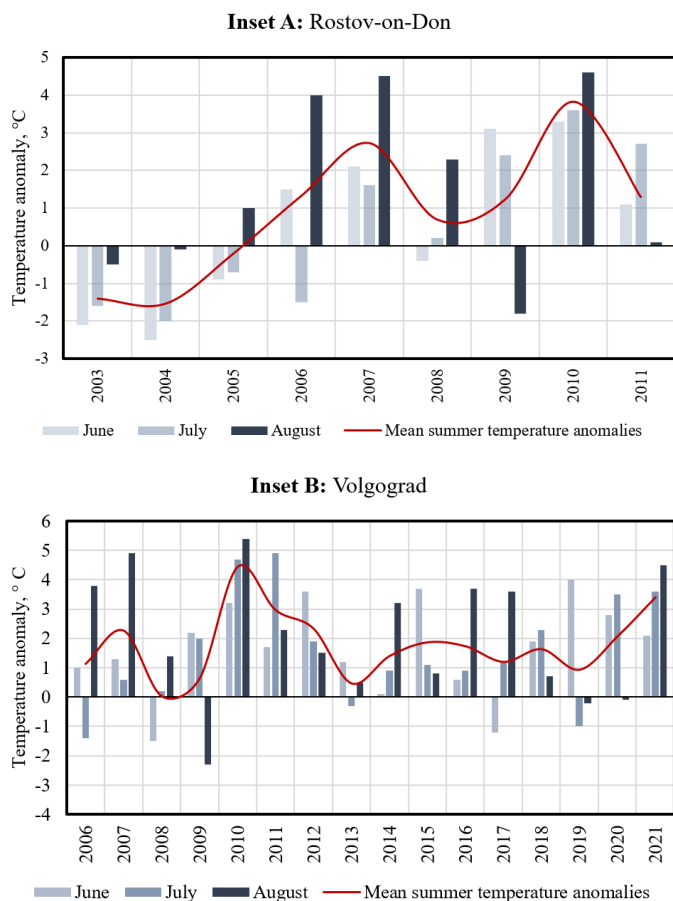 Inset A: Rostov-on-Don
Temperature anomaly, °C
5
4
3
2
1
0
-1
-2
-3
2003 2004 2005 2006 2007 2008 2009 2010 2011
June July August Mean summer temperature anomalies
Inset B: Volgograd
Temperature anomaly, ° C
6
5
4
3
2
1
0
-1
-2
-3
-4
2006 2007 2008 2009 2010 2011 2012 2013 2014 2015 2016 2017 2018 2019 2020 2021
June July August Mean summer temperature anomalies